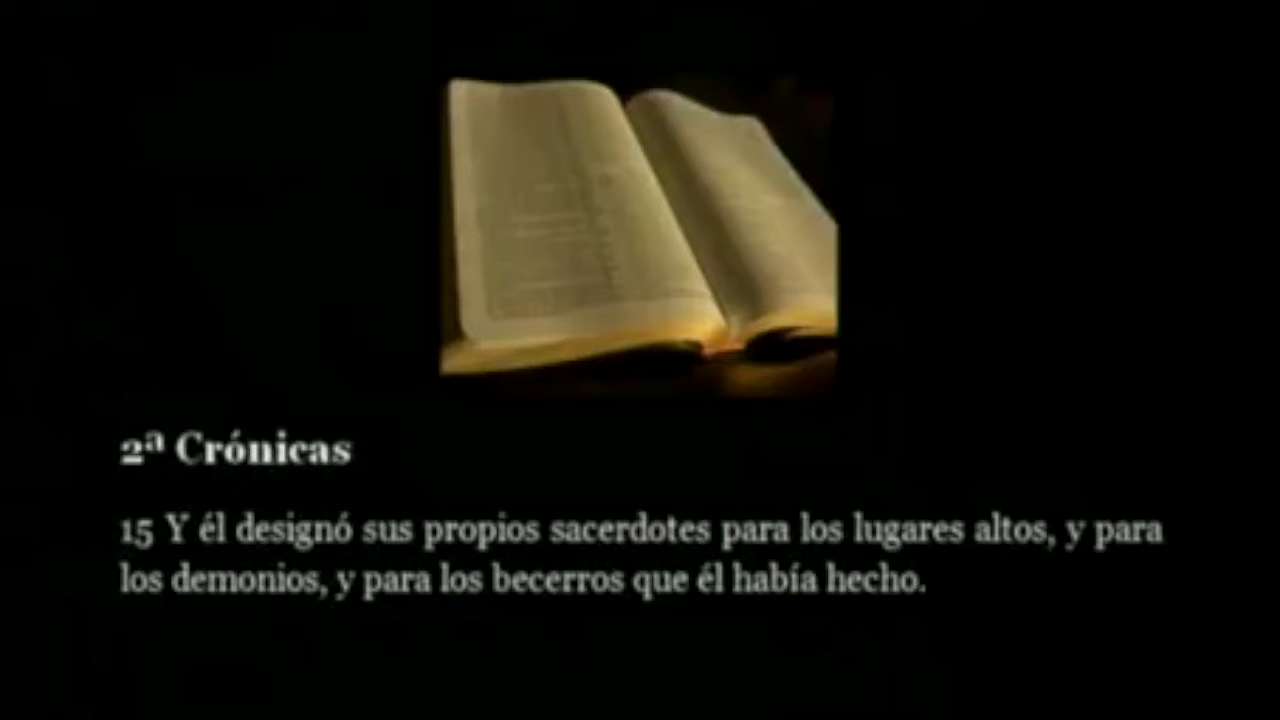 2ª Crónicas
15 Y él designó sus propios sacerdotes para los lugares altos, y para
los demonios, y para los becerros que él había hecho.